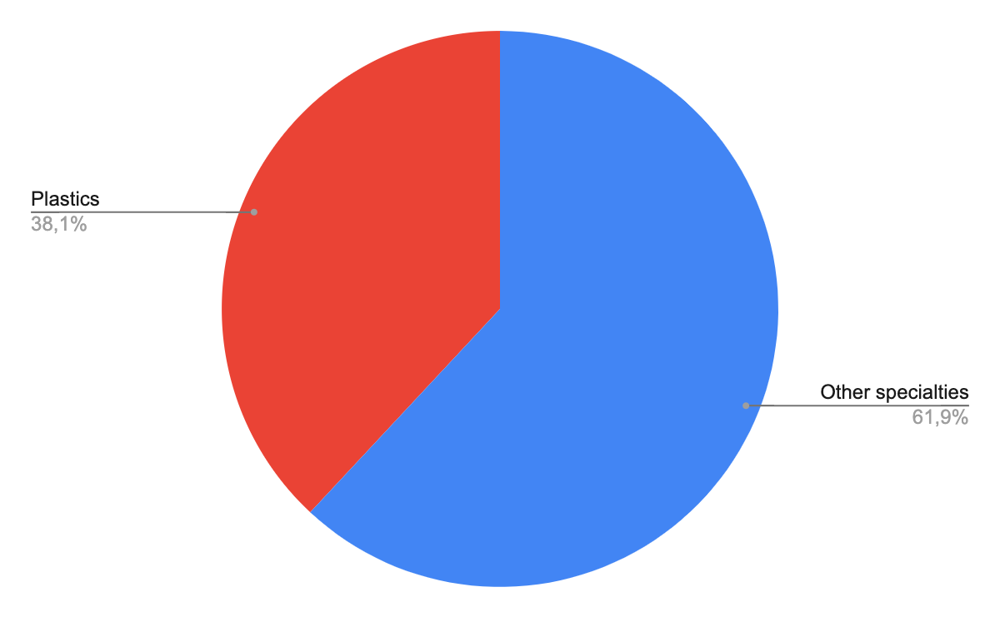 Plastics
38,1%
Other specialties
61,9%